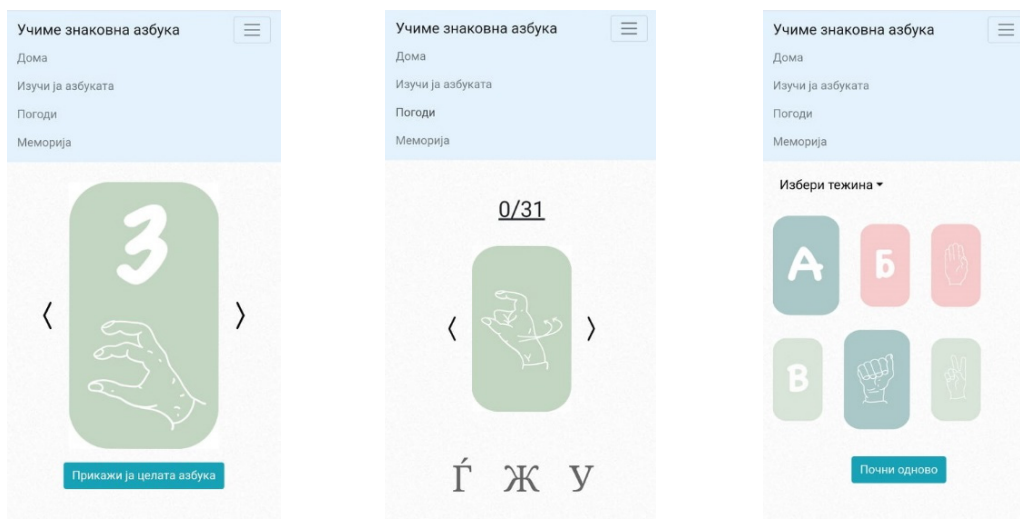 Учиме знаковна азбука
Дома
Изучи ја азбуката
Погоди
Меморија
З
Прикажи ја целата азбука
Учиме знаковна азбука
Дома
Изучи ја азбуката
Погоди
Меморија
0/31
Ѓ Ж У
Учиме знаковна азбука
Дома
Изучи ја азбуката
Погоди
Меморија
Избери тежина
А Б
В
Почни одново